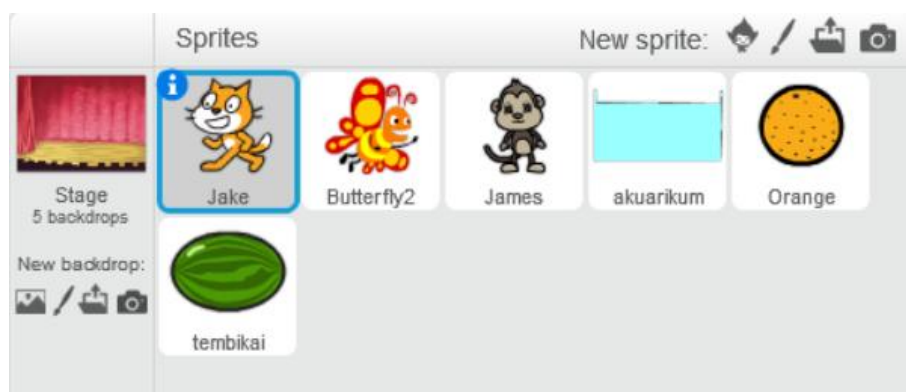 Sprites
New sprite:
Stage
5 backdrops
New backdrop:
i
Jake
Butterfly2
James
akuarikum
Orange
tembikai